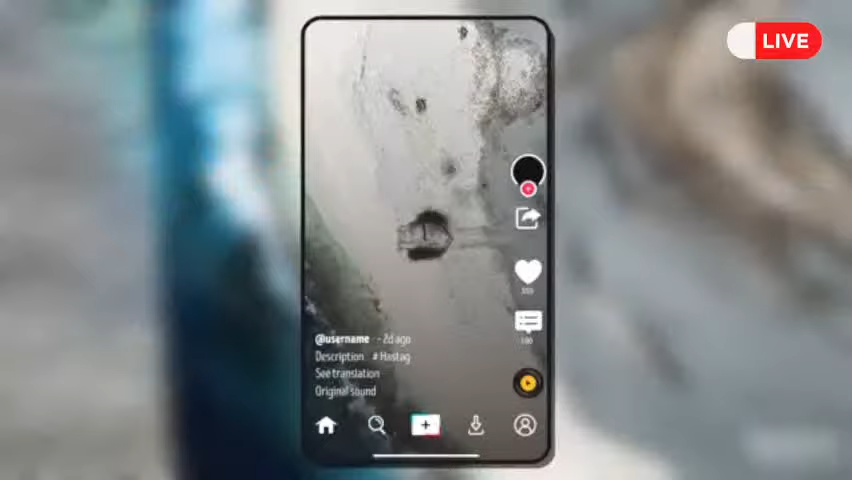 LIVE
@username - 2d ago
Description # Hastag
See translation
Original sound